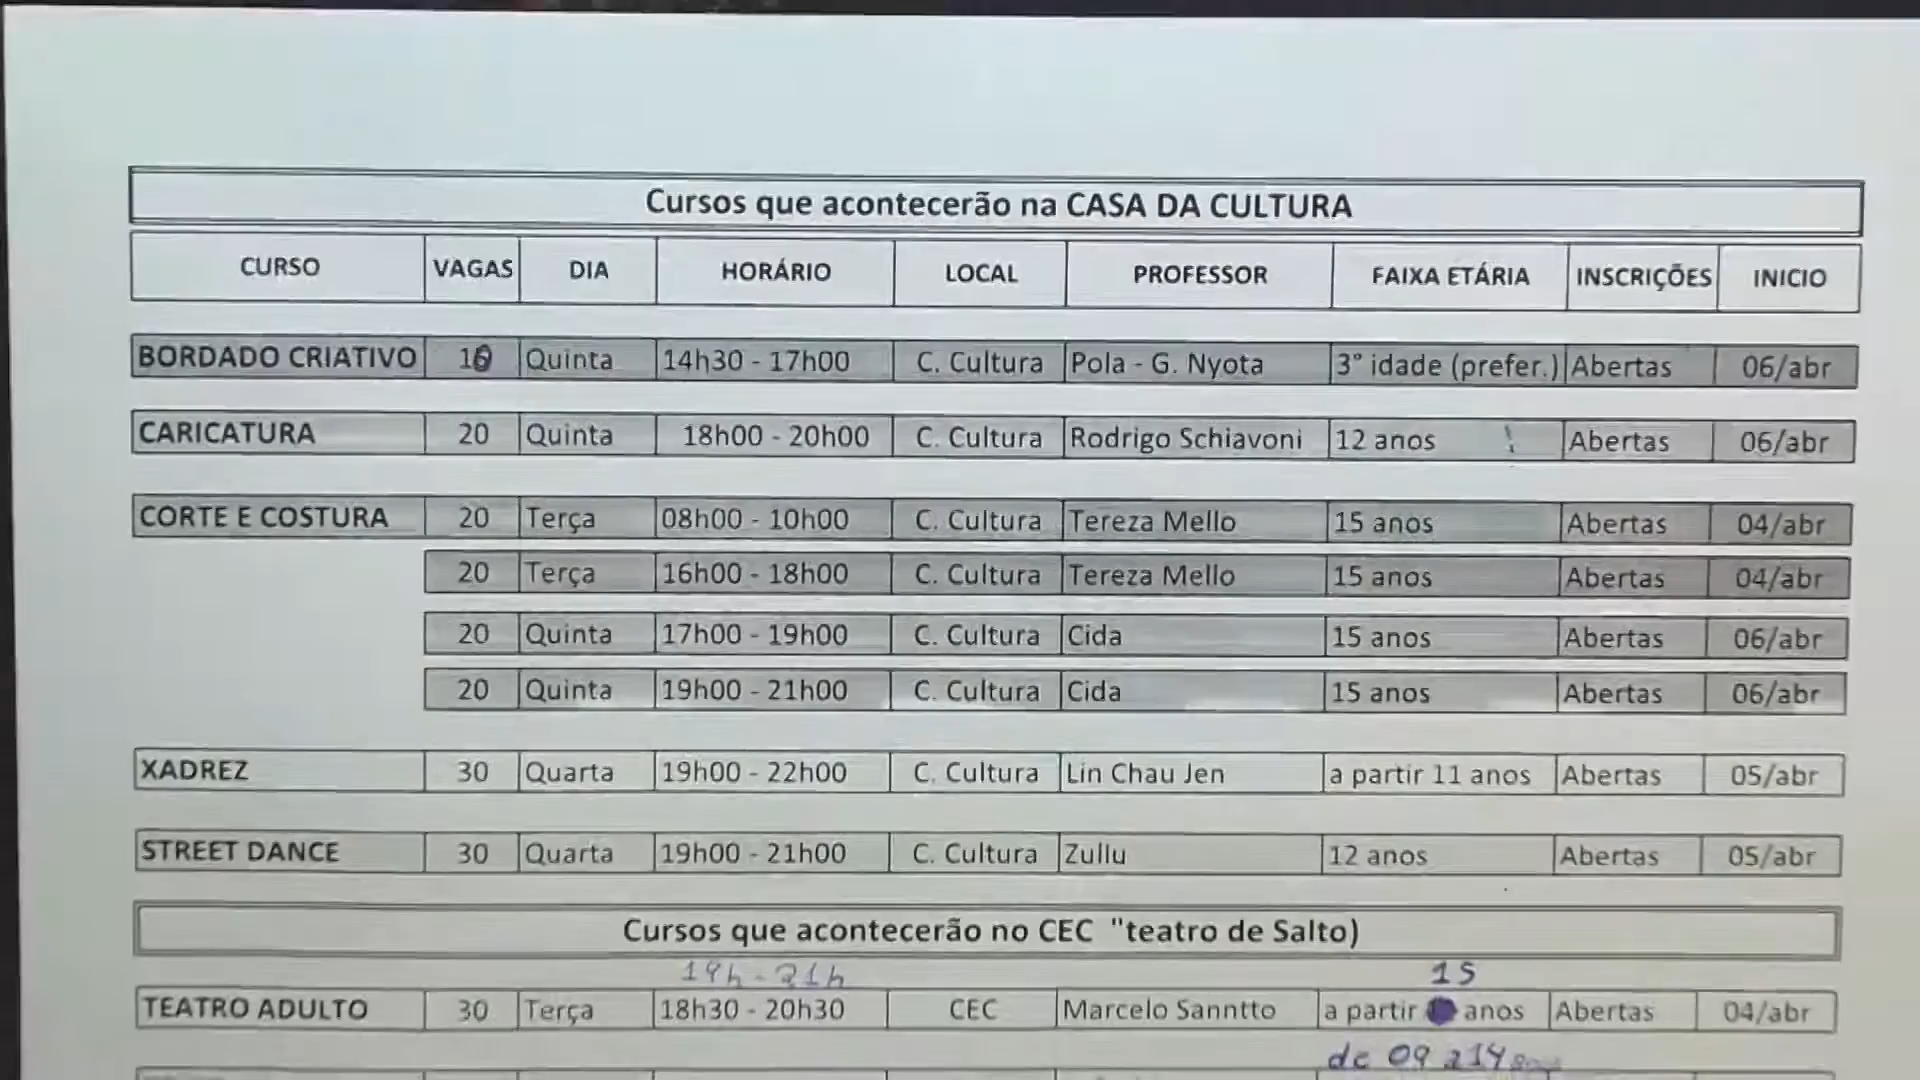 Cursos que acontecerão na CASA DA CULTURA
CURSO VAGAS DIA HORÁRIO LOCAL PROFESSOR FAIXA ETÁRIA INSCRIÇÕES INICIO
BORDADO CRIATIVO Quinta 14h30 - 17h00 C. Cultura Pola - G. Nyota 3° idade (prefer.) Abertas 06/abr
CARICATURA 20 Quinta 18h00 - 20h00 C. Cultura Rodrigo Schiavoni 12 anos Abertas 06/abr
CORTE E COSTURA 20 Terça 08h00 - 10h00 C. Cultura Tereza Mello 15 anos Abertas 04/abr
20 Terça 16h00 - 18h00 C. Cultura Tereza Mello 15 anos Abertas 04/abr
20 Quinta 17h00 - 19h00 C. Cultura Cida 15 anos Abertas 06/abr
20 Quinta 19h00 - 21h00 C. Cultura Cida 15 anos Abertas 06/abr
XADREZ 30 Quarta 19h00 - 22h00 C. Cultura Lin Chau Jen a partir 11 anos Abertas 05/abr
STREET DANCE 30 Quarta 19h00 - 21h00 C. Cultura Zullu 12 anos Abertas 05/abr
Cursos que acontecerão no CEC "teatro de Salto)
19h - 21h 15
TEATRO ADULTO 30 Terça 18h30 - 20h30 CEC Marcelo Sanntto a partir anos Abertas 04/abr
de 09 a 14